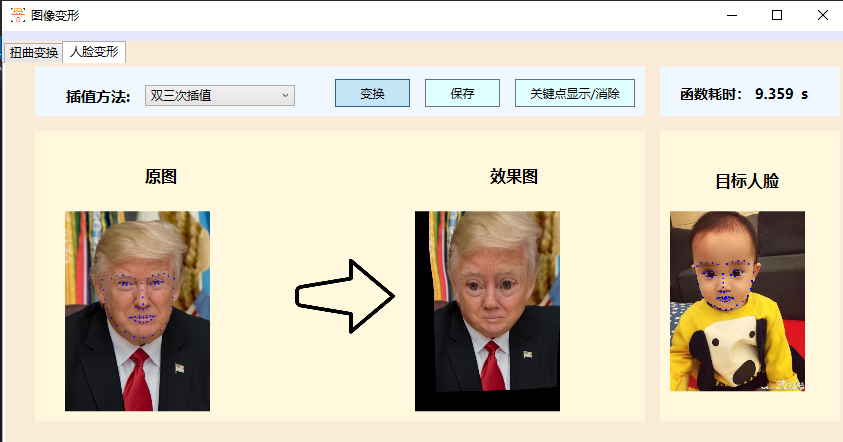 图像变形
扭曲变换 人脸变形
插值方法: 双三次插值 变换 保存 关键点显示/消除 函数耗时: 9.359 s
原图 效果图 目标人脸